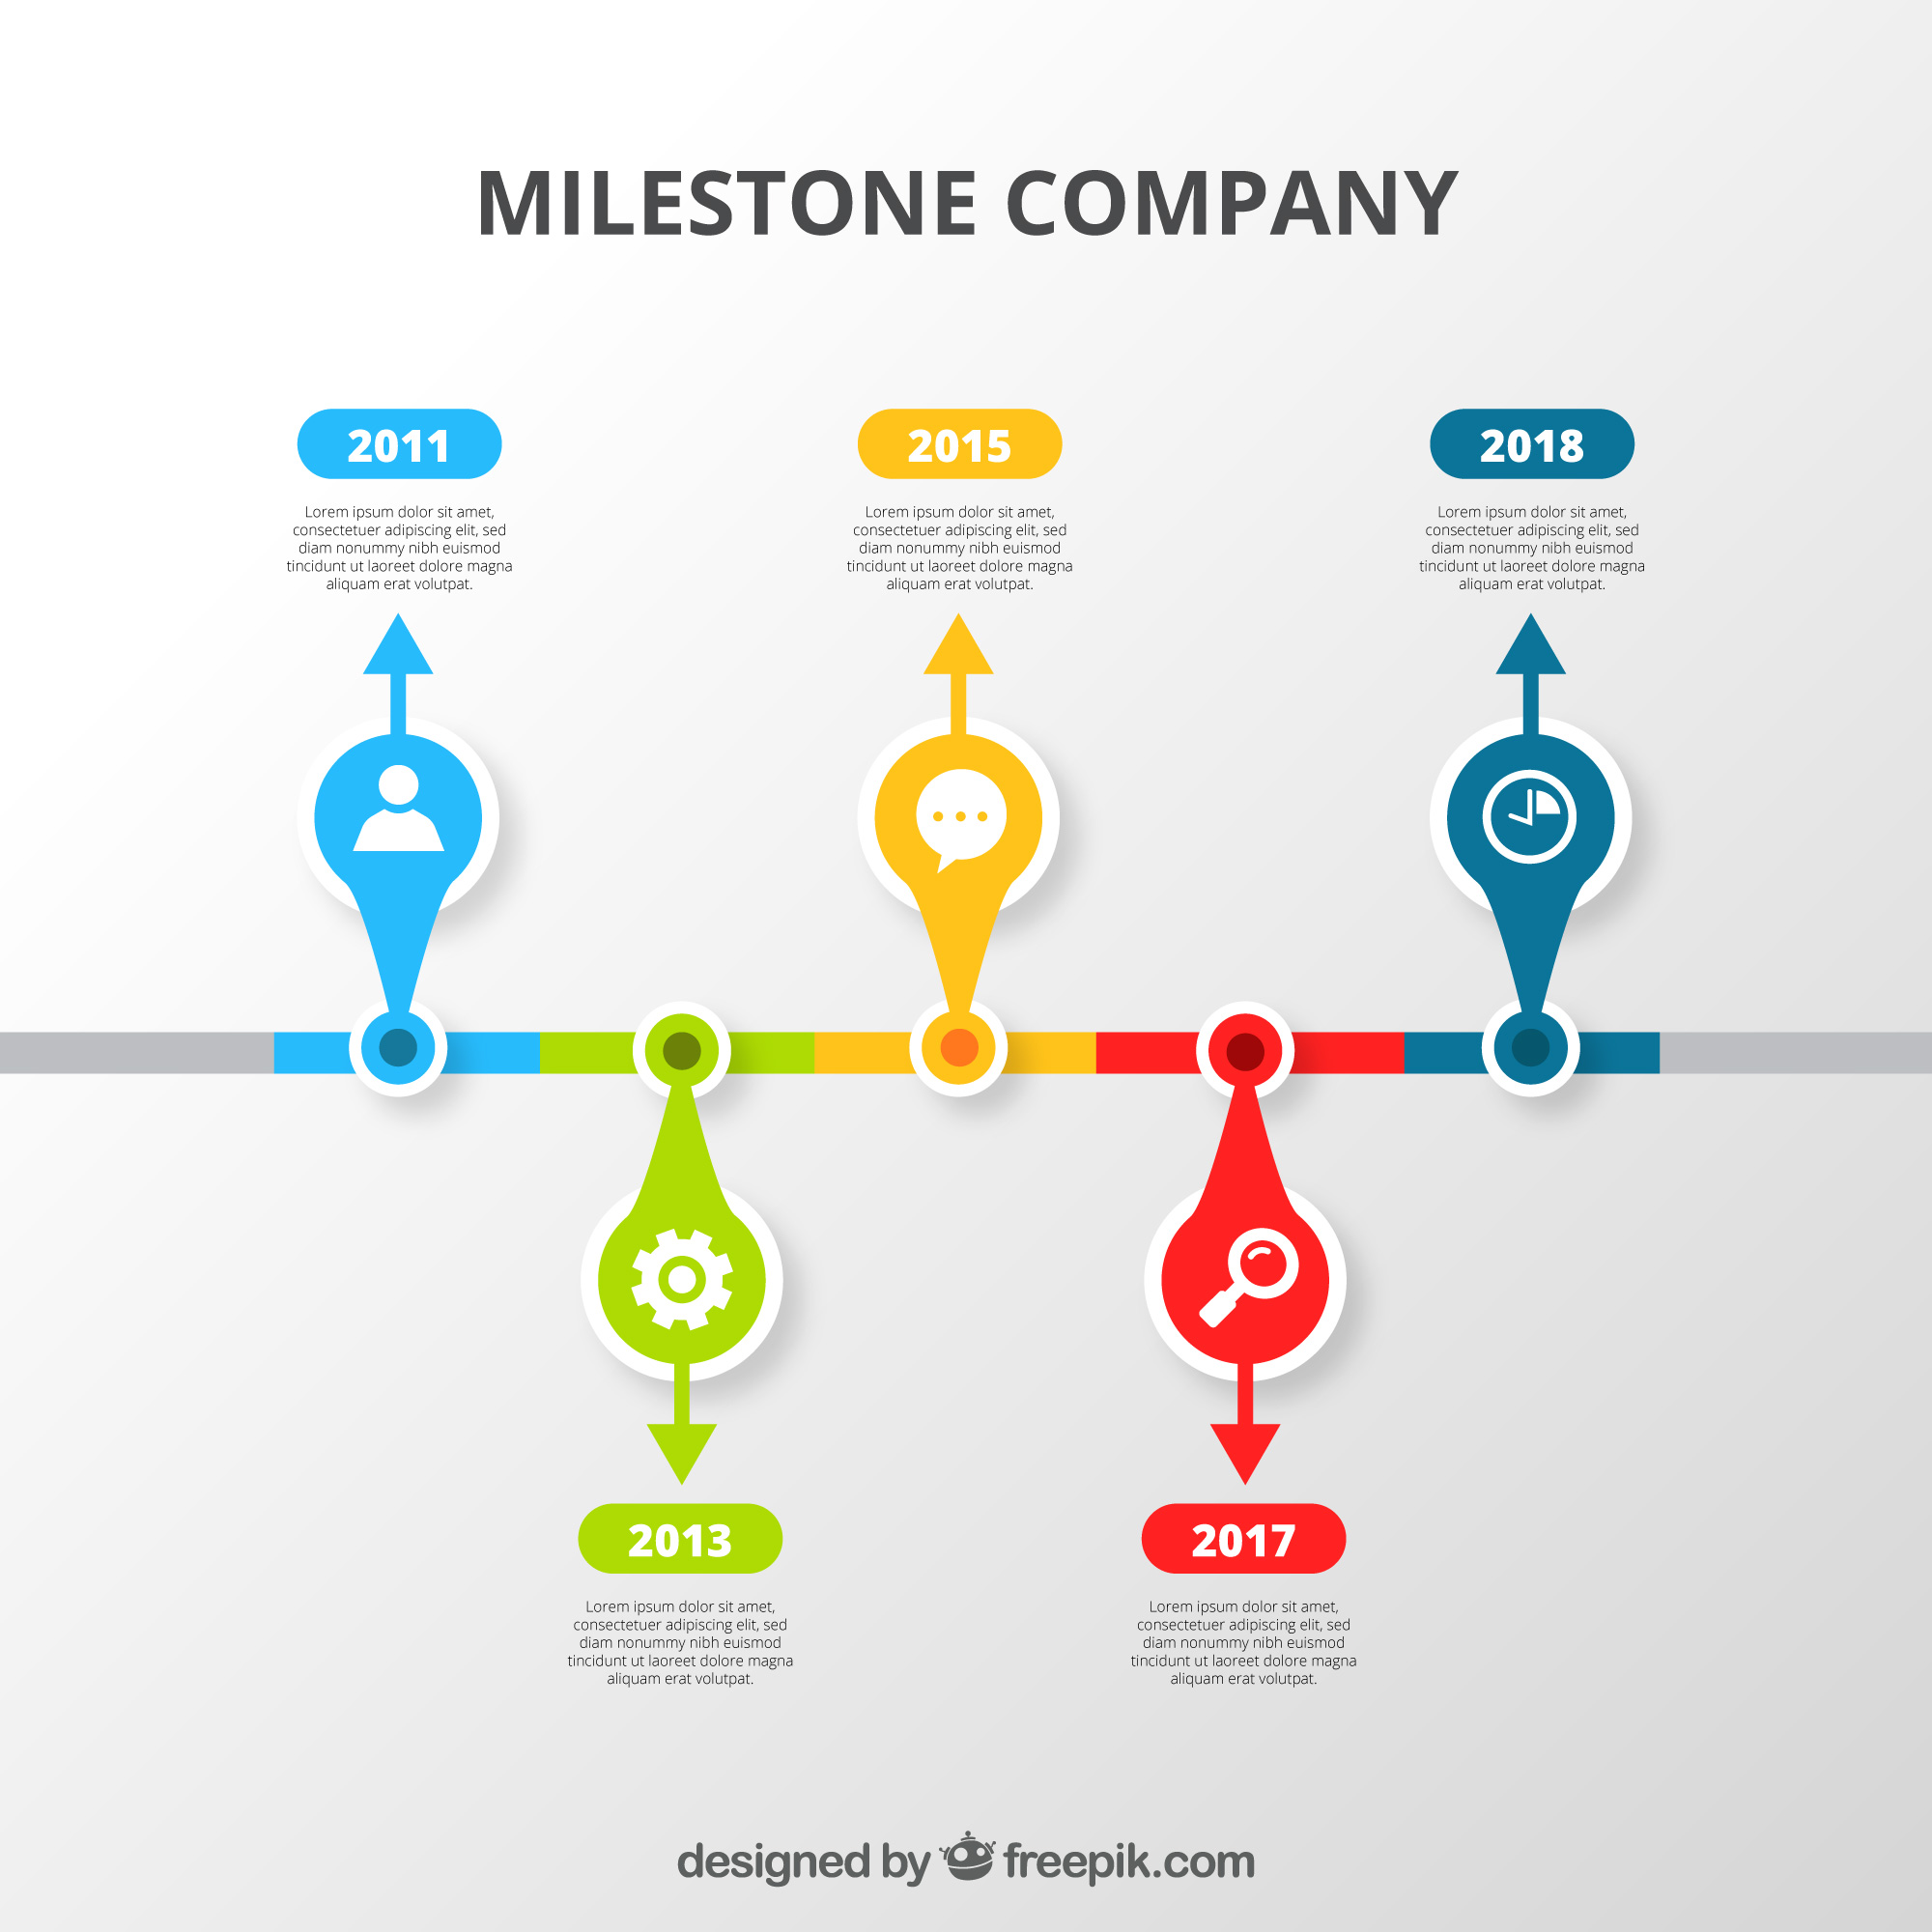 MILESTONE COMPANY
2011
Lorem ipsum dolor sit amet,
consectetuer adipiscing elit, sed
diam nonummy nibh euismod
tincidunt ut laoreet dolore magna
aliquam erat volutpat.
2015
Lorem ipsum dolor sit amet,
consectetuer adipiscing elit, sed
diam nonummy nibh euismod
tincidunt ut laoreet dolore magna
aliquam erat volutpat.
2018
Lorem ipsum dolor sit amet,
consectetuer adipiscing elit, sed
diam nonummy nibh euismod
tincidunt ut laoreet dolore magna
aliquam erat volutpat.
2013
Lorem ipsum dolor sit amet,
consectetuer adipiscing elit, sed
diam nonummy nibh euismod
tincidunt ut laoreet dolore magna
aliquam erat volutpat.
2017
Lorem ipsum dolor sit amet,
consectetuer adipiscing elit, sed
diam nonummy nibh euismod
tincidunt ut laoreet dolore magna
aliquam erat volutpat.
designed by freepik.com